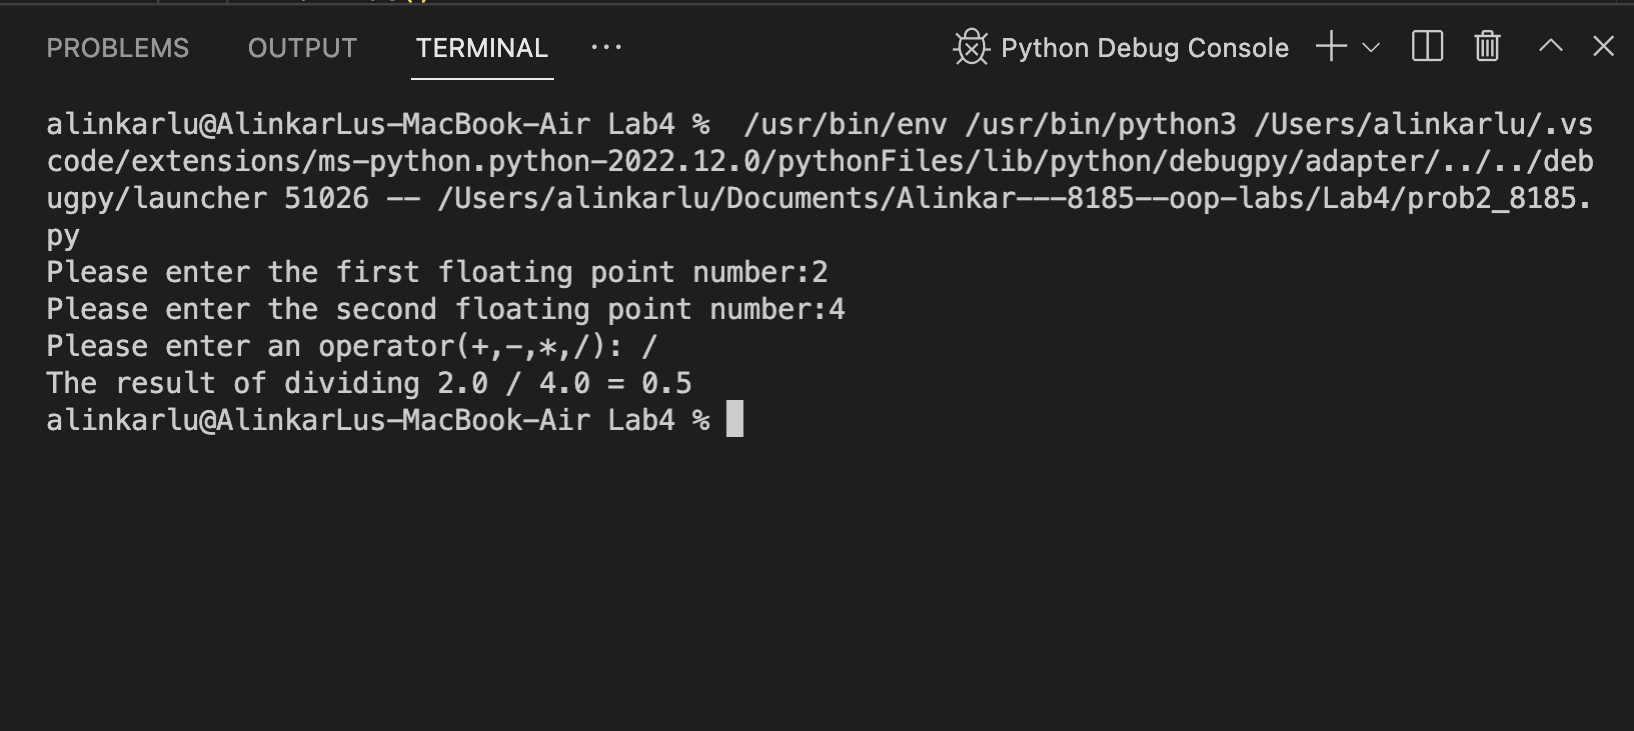 PROBLEMS OUTPUT TERMINAL ··· Python Debug Console
alinkarlu@AlinkarLus-MacBook-Air Lab4 %  /usr/bin/env /usr/bin/python3 /Users/alinkarlu/.vs
code/extensions/ms-python.python-2022.12.0/pythonFiles/lib/python/debugpy/adapter/../../deb
ugpy/launcher 51026 -- /Users/alinkarlu/Documents/Alinkar---8185--oop-labs/Lab4/prob2_8185.
py
Please enter the first floating point number:2
Please enter the second floating point number:4
Please enter an operator(+,-,*,/): /
The result of dividing 2.0 / 4.0 = 0.5
alinkarlu@AlinkarLus-MacBook-Air Lab4 %